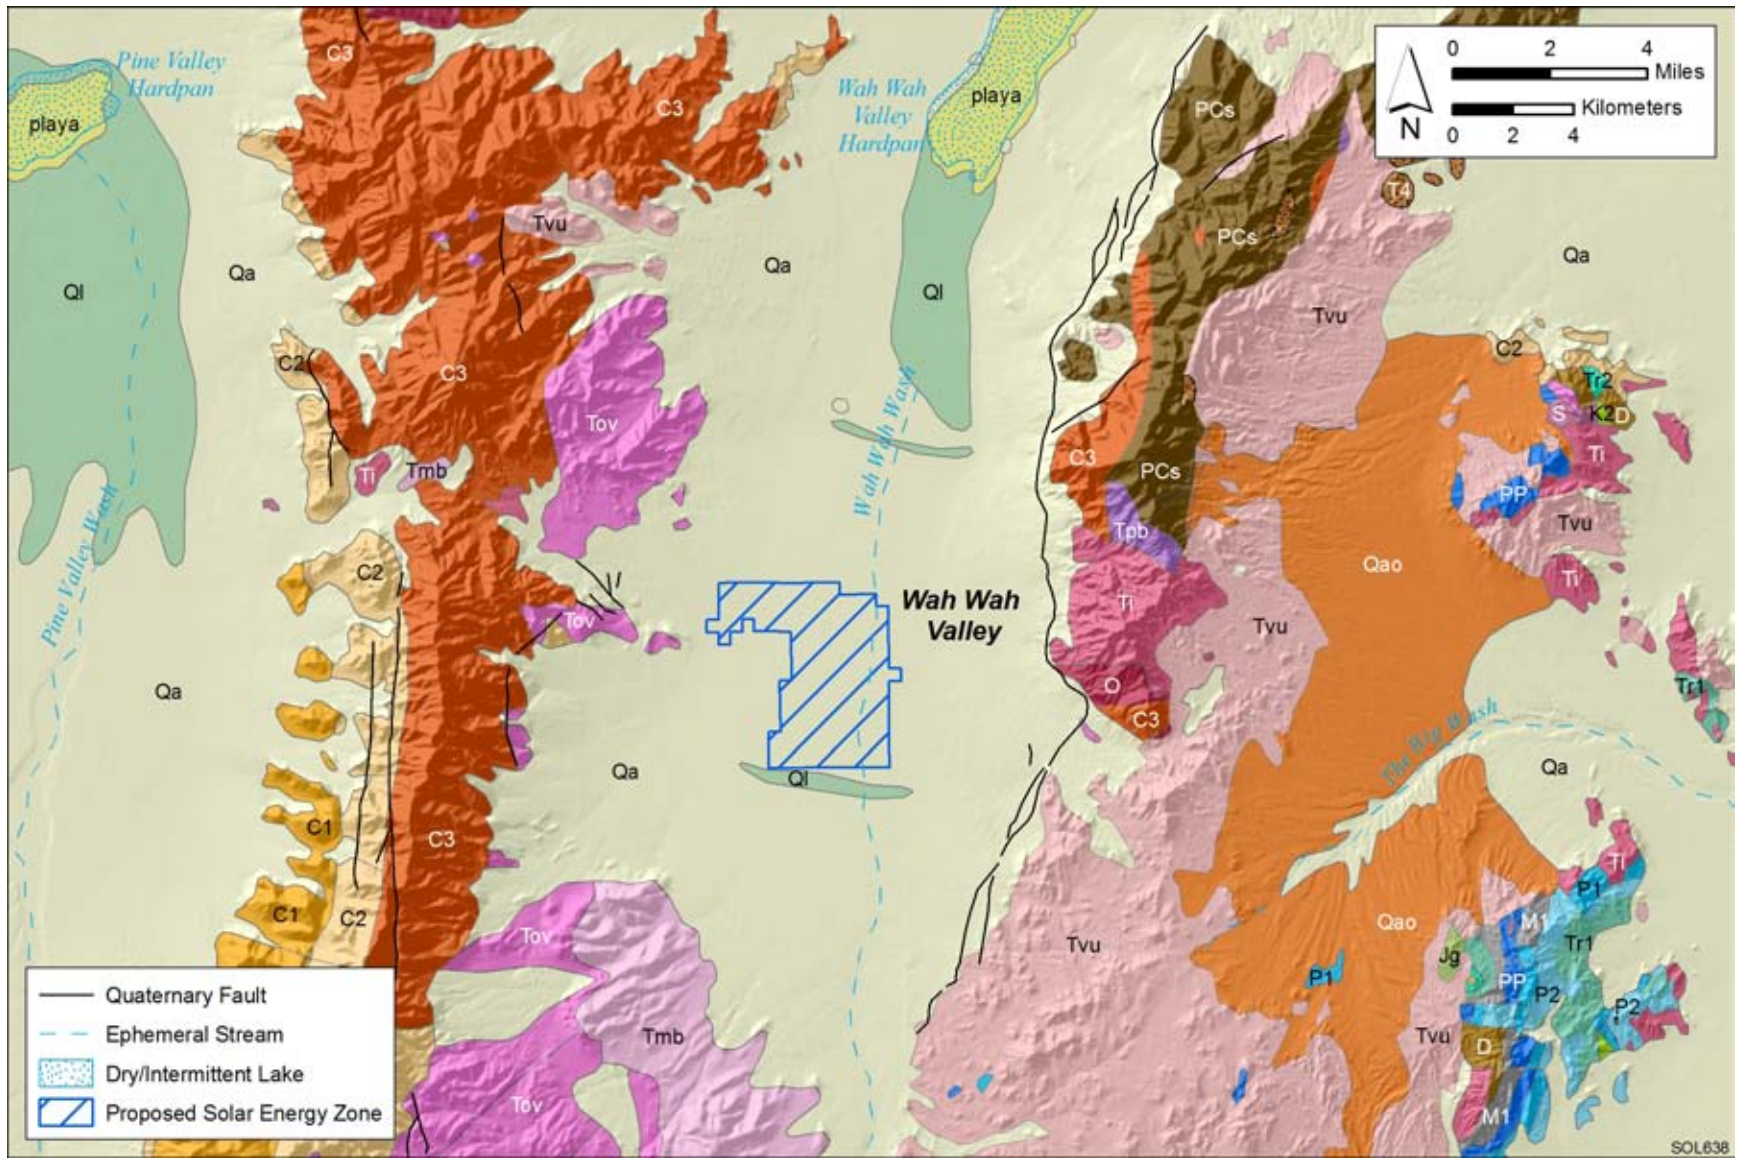 C3
Pine Valley
Hardpan
playa
C3
Wah Wah
Valley
Hardpan
playa
PCs
0 2 4
Miles
Kilometers
0 2 4
N
T4
Tvu
PCs
Qa
Qa
Qa
Ql
Ql
Tvu
C2
C3
C2
Tr2
S
K2
D
Tov
Wah Wah Wash
C3
PCs
Ti
Ti
Tmb
PP
Tvu
Pine Valley Wash
Tpb
C2
Qao
Ti
Ti
Tov
Wah Wah
Valley
Tvu
Qa
O
Tr1
C3
The Big Wash
Qa
Ql
Qa
C1
C3
Ti
P1
C1
C2
M1
Tov
Tvu
Qao
Tr1
Jg
P1
PP
P2
P2
Quaternary Fault
Ephemeral Stream
Dry/Intermittent Lake
Proposed Solar Energy Zone
Tmb
Tvu
D
Tov
M1
SOL638